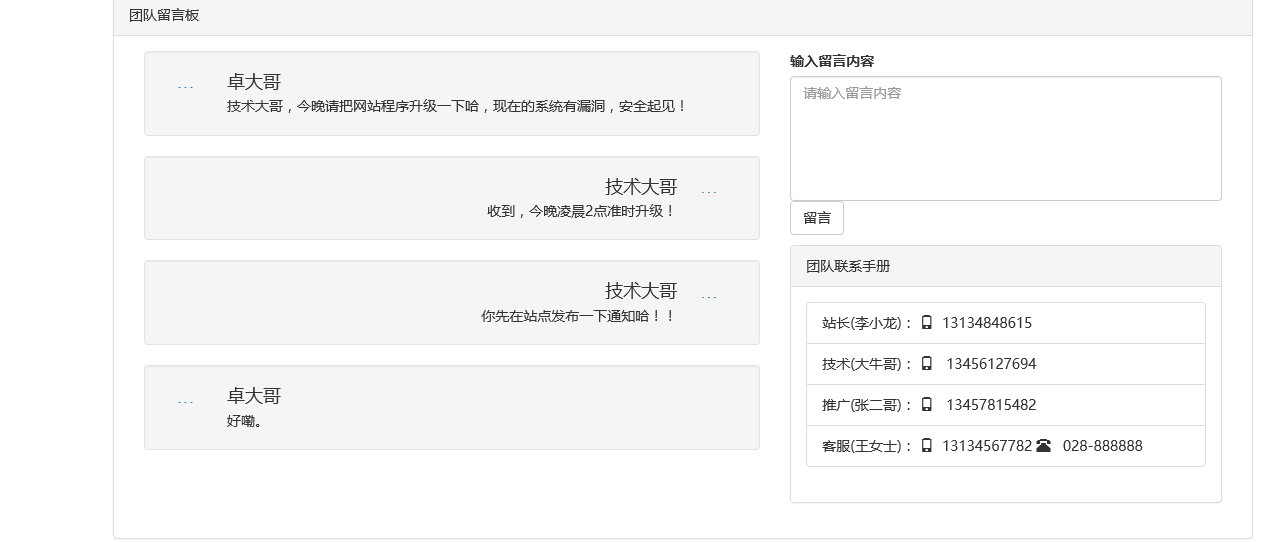 团队留言板
...
卓大哥
技术大哥，今晚请把网站程序升级一下哈，现在的系统有漏洞，安全起见！
技术大哥
...
收到，今晚凌晨2点准时升级！
技术大哥
...
你先在站点发布一下通知哈！！
...
卓大哥
好嘞。
输入留言内容
请输入留言内容
留言
团队联系手册
站长(李小龙)： 13134848615
技术(大牛哥)： 13456127694
推广(张二哥)： 13457815482
客服(王女士)： 13134567782 028-888888